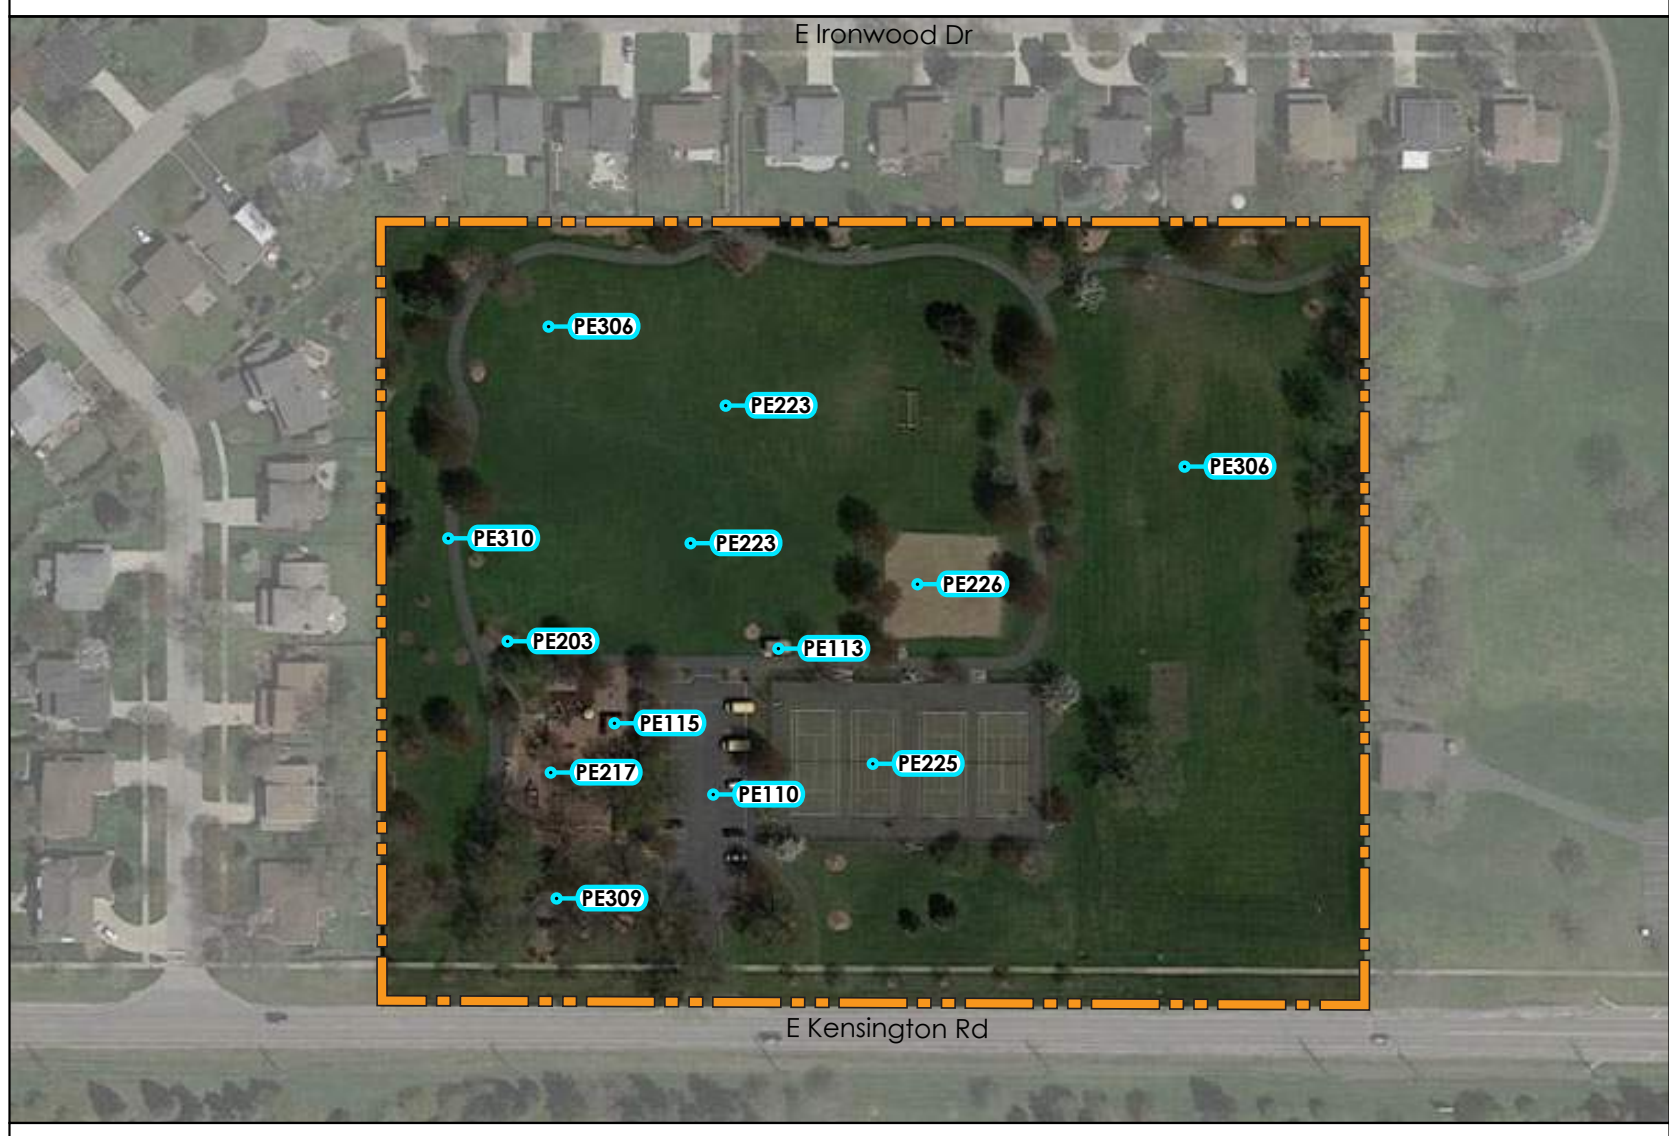 E Ironwood Dr
PE306
PE223
PE306
PE310
PE223
PE226
PE203
PE113
PE115
PE225
PE217
PE110
PE309
E Kensington Rd